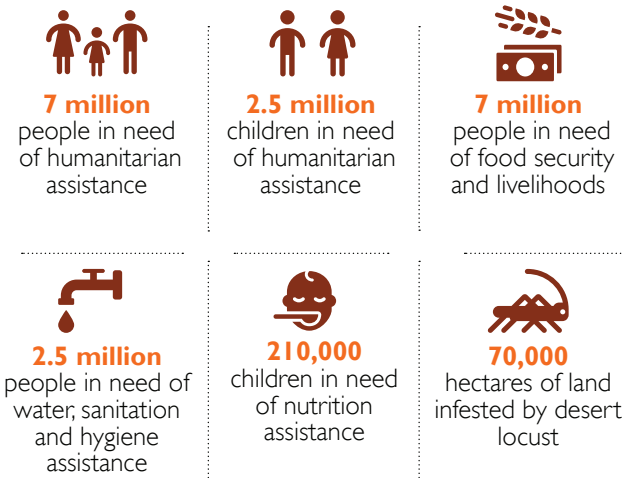 7 million
people in need
of humanitarian
assistance
2.5 million
children in need
of humanitarian
assistance
7 million
people in need
of food security
and livelihoods
2.5 million
people in need of
water, sanitation
and hygiene
assistance
210,000
children in need
of nutrition
assistance
70,000
hectares of land
infested by desert
locust